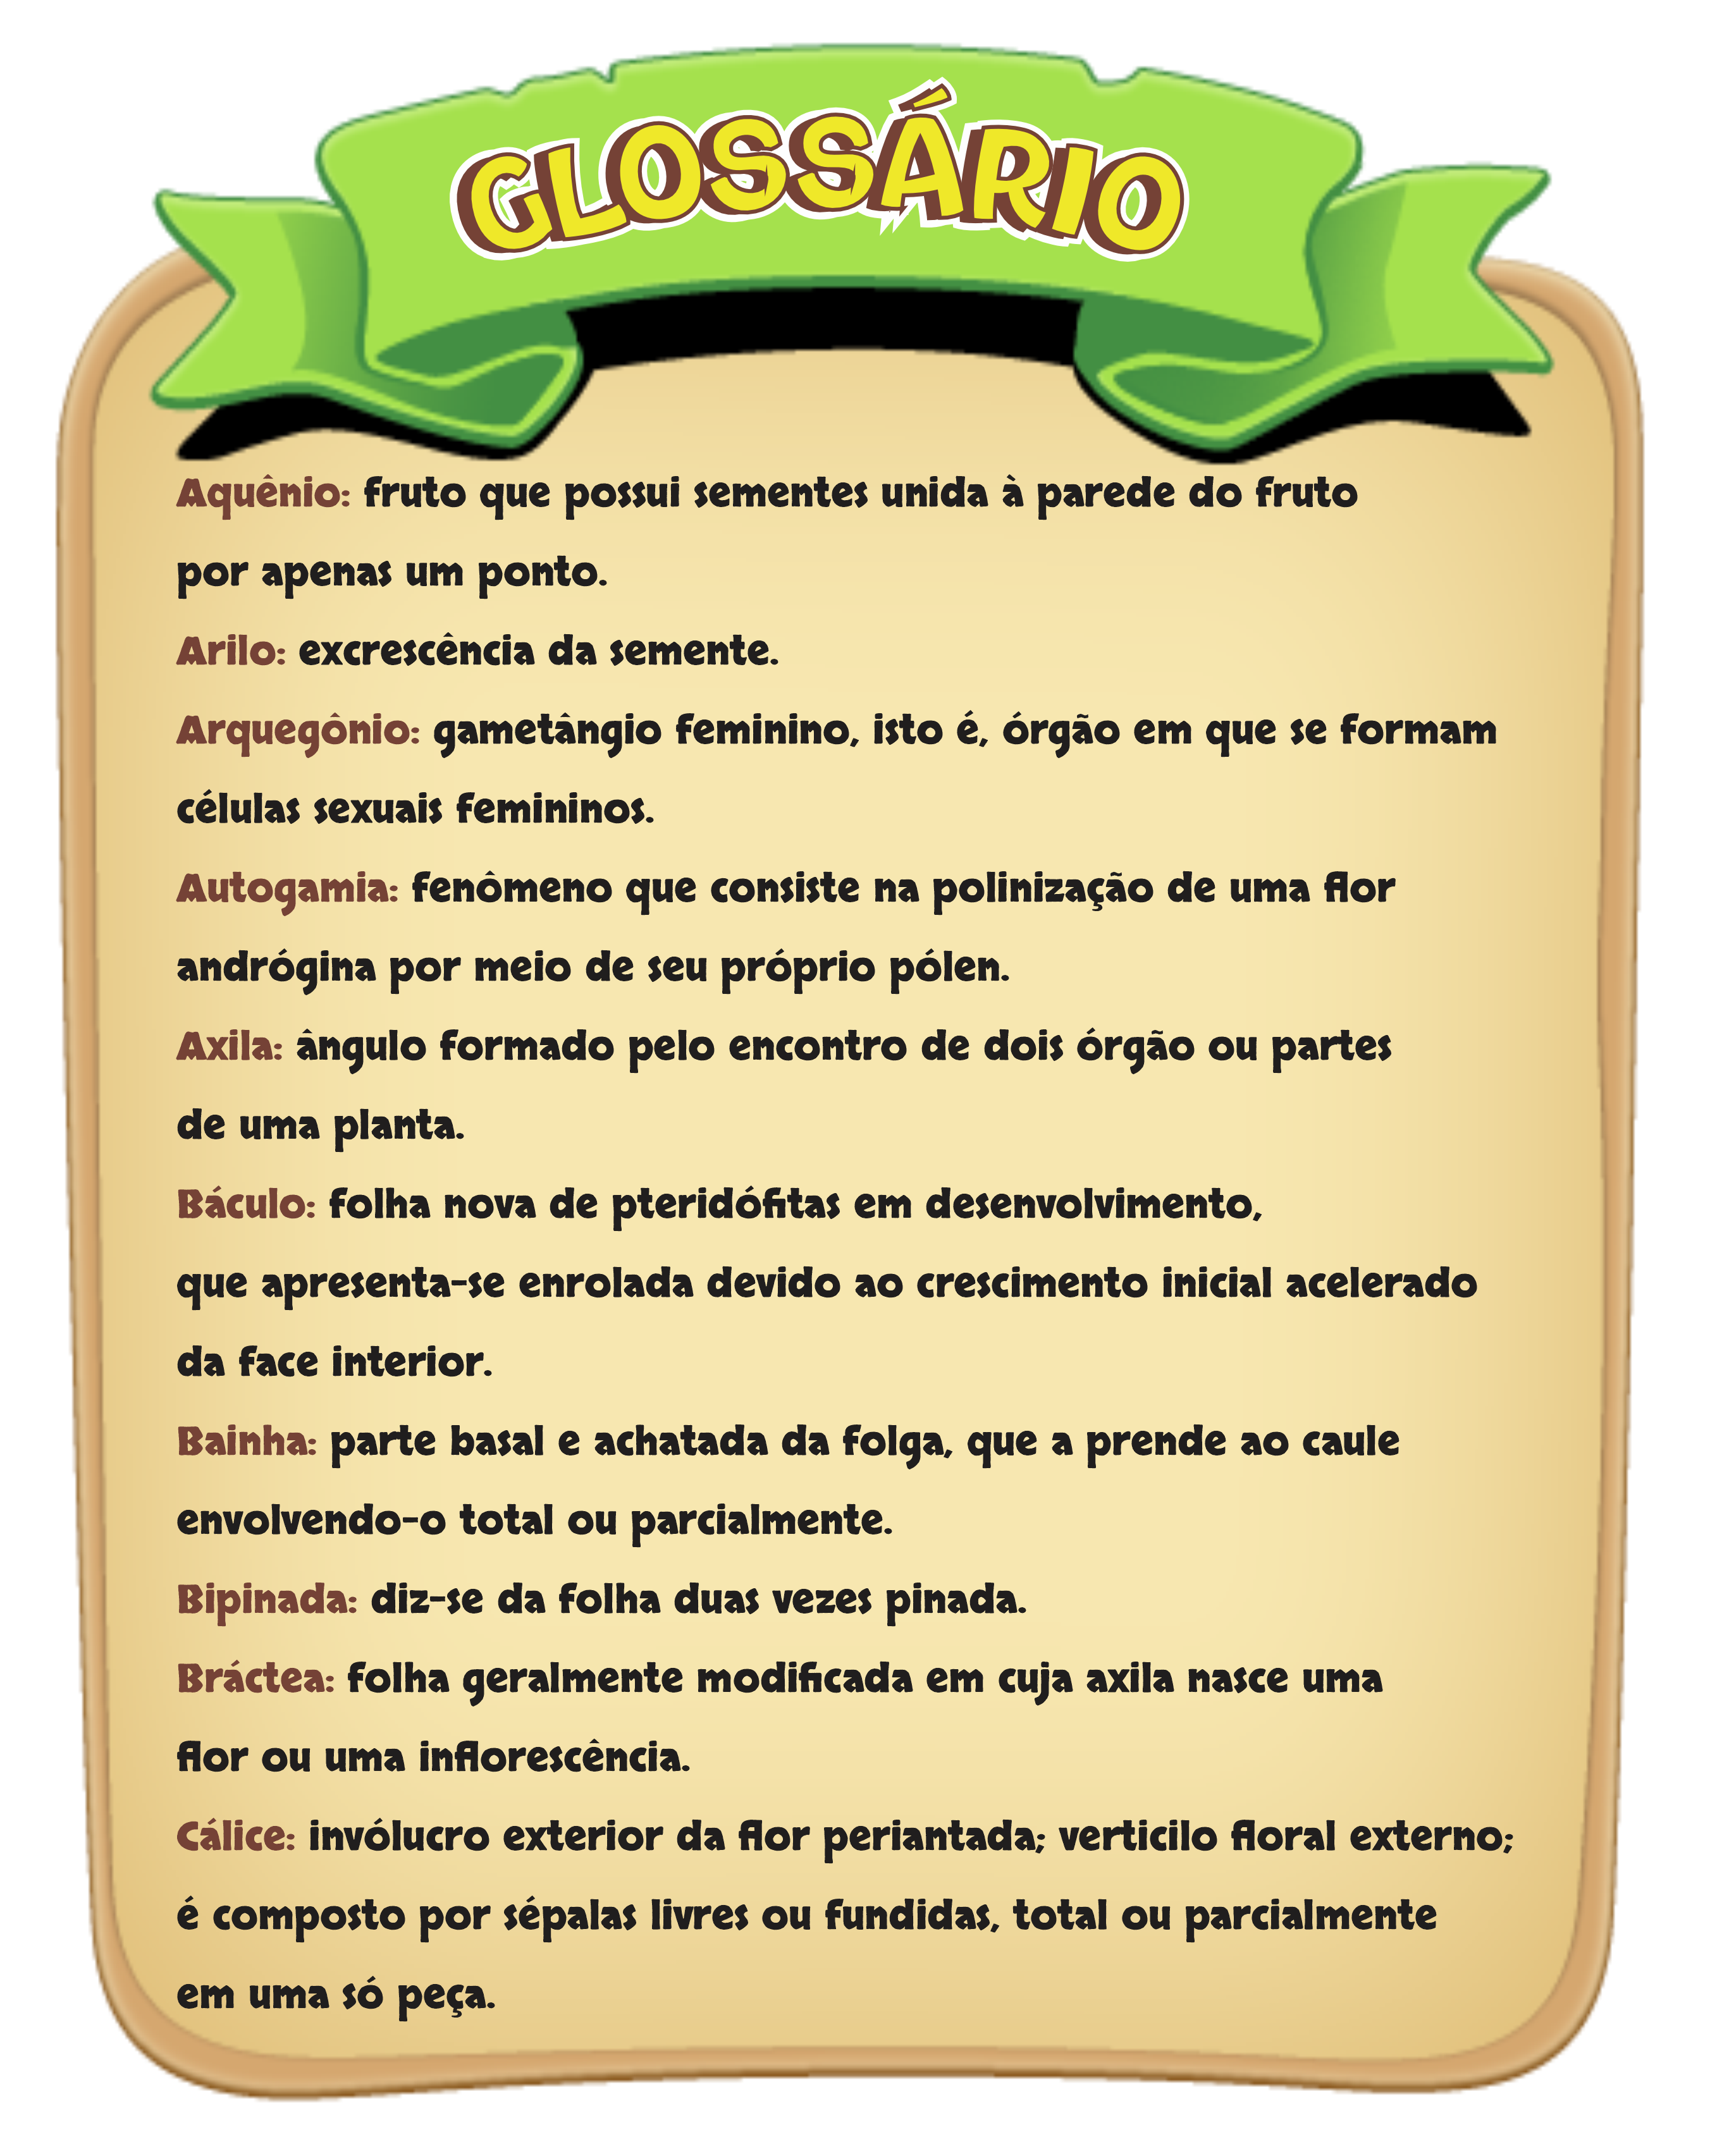 GLOSSÁRIO
Aquênio: fruto que possui sementes unida à parede do fruto
por apenas um ponto.
Arilo: excrescência da semente.
Arquegônio: gametângio feminino, isto é, órgão em que se formam
células sexuais femininos.
Autogamia: fenômeno que consiste na polinização de uma flor
andrógina por meio de seu próprio pólen.
Axila: ângulo formado pelo encontro de dois órgão ou partes
de uma planta.
Báculo: folha nova de pteridófitas em desenvolvimento,
que apresenta-se enrolada devido ao crescimento inicial acelerado
da face interior.
Bainha: parte basal e achatada da folga, que a prende ao caule
envolvendo-o total ou parcialmente.
Bipinada: diz-se da folha duas vezes pinada.
Bráctea: folha geralmente modificada em cuja axila nasce uma
flor ou uma inflorescência.
Cálice: invólucro exterior da flor periantada; verticilo floral externo;
é composto por sépalas livres ou fundidas, total ou parcialmente
em uma só peça.